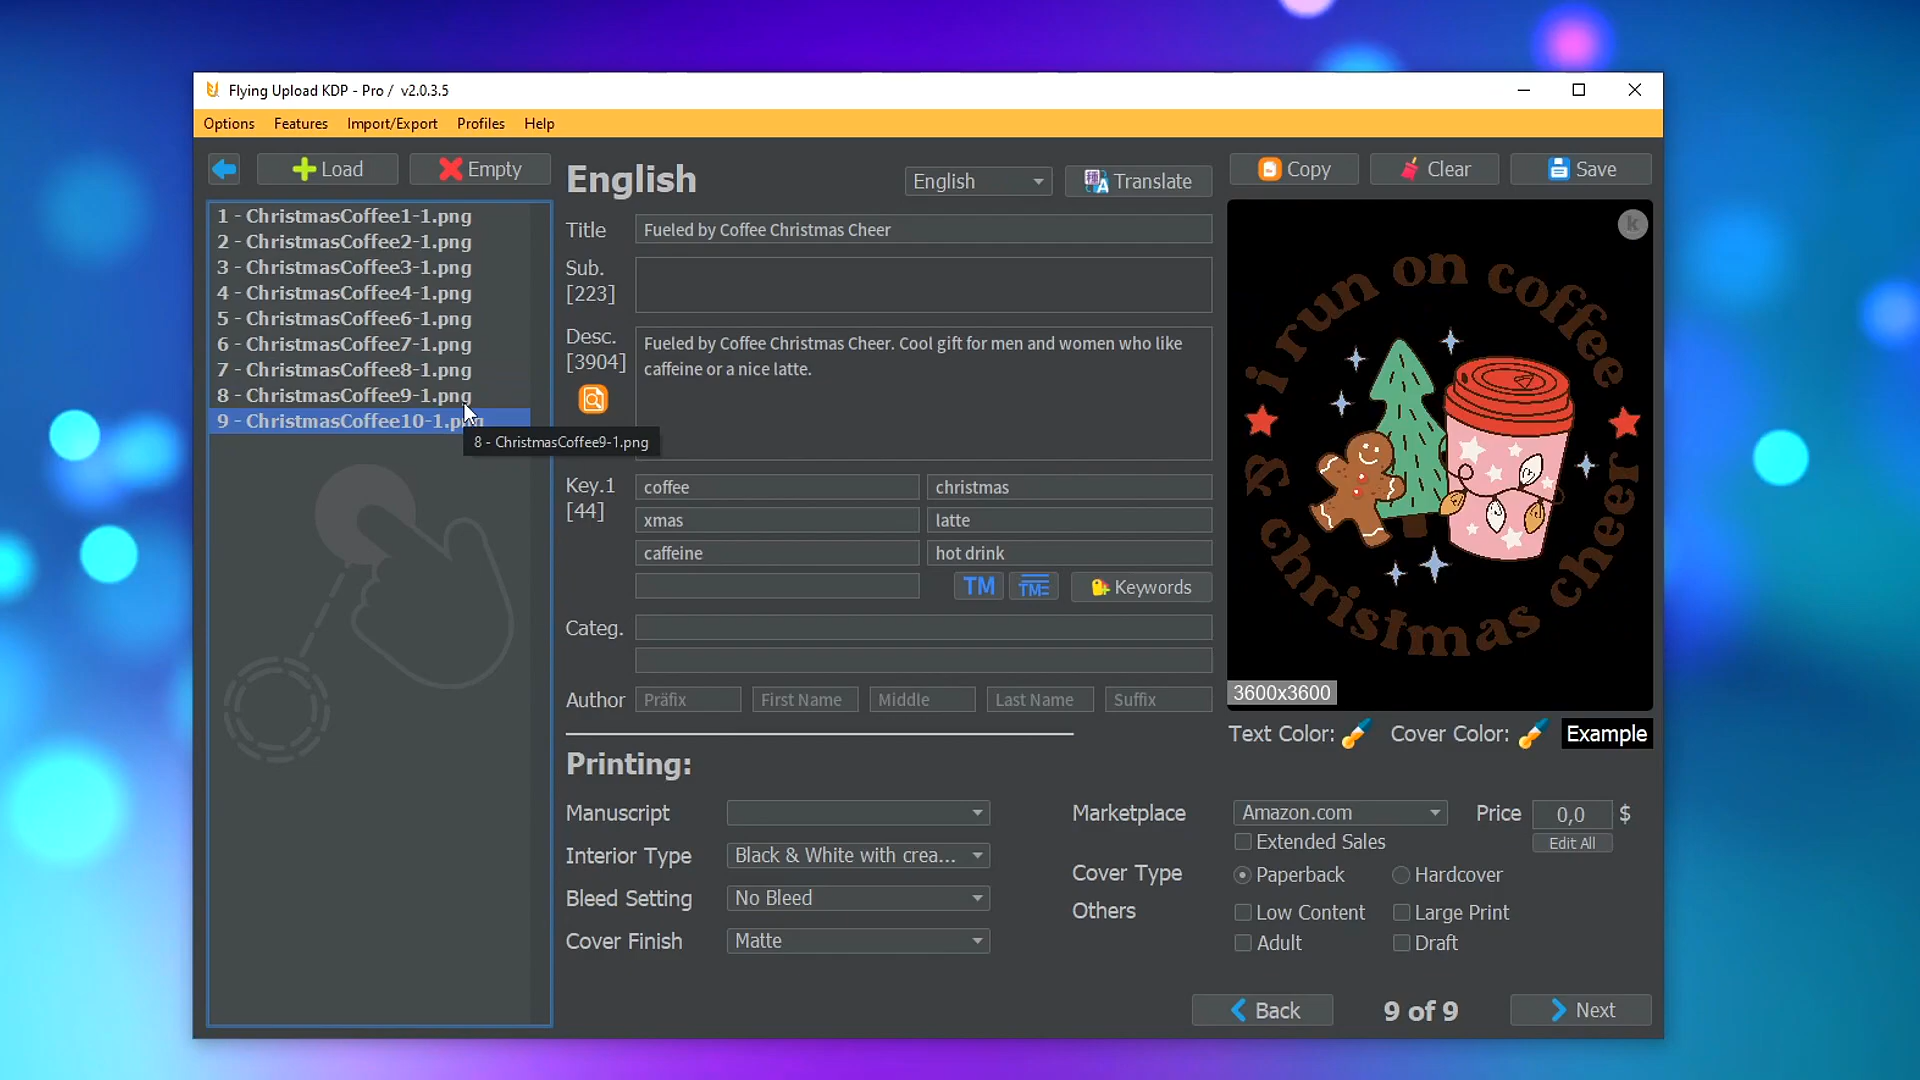 Flying Upload KDP - Pro / v2.0.3.5
Options Features Import/Export Profiles Help
Load Empty
1 - ChristmasCoffee1-1.png
2 - ChristmasCoffee2-1.png
3 - ChristmasCoffee3-1.png
4 - ChristmasCoffee4-1.png
5 - ChristmasCoffee6-1.png
6 - ChristmasCoffee7-1.png
7 - ChristmasCoffee8-1.png
8 - ChristmasCoffee9-1.png
9 - ChristmasCoffee10-1.png
8 - ChristmasCoffee9-1.png
English English Translate
Title Fueled by Coffee Christmas Cheer
Sub.
[223]
Desc.
[3904]
Fueled by Coffee Christmas Cheer. Cool gift for men and women who like
caffeine or a nice latte.
Key.1
[44]
coffee christmas
xmas latte
caffeine hot drink
TM TM Keywords
Categ.
Author Präfix First Name Middle Last Name Suffix
Copy Clear Save
k
i run on coffee
& christmas cheer
3600x3600
Text Color: Cover Color: Example
Printing:
Manuscript
Interior Type Black & White with crea...
Bleed Setting No Bleed
Cover Finish Matte
Marketplace Amazon.com Price 0,0 $
Extended Sales Edit All
Cover Type Paperback Hardcover
Others Low Content Large Print
Adult Draft
Back 9 of 9 Next